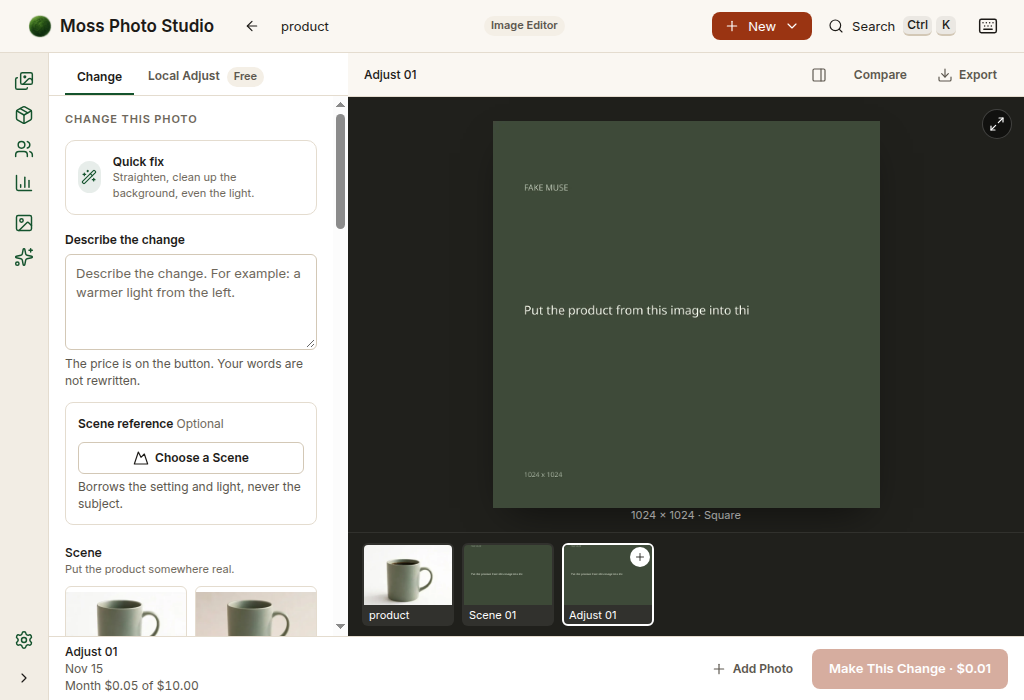 Moss Photo Studio
product
Image Editor
New
Search
Ctrl
K
Change
Local Adjust
Free
Adjust 01
Compare
Export
CHANGE THIS PHOTO
Quick fix
Straighten, clean up the
background, even the light.
Describe the change
Describe the change. For example: a
warmer light from the left.
The price is on the button. Your words are
not rewritten.
Scene reference Optional
Choose a Scene
Borrows the setting and light, never the
subject.
Scene
Put the product somewhere real.
FAKE MUSE
Put the product from this image into thi
1024 x 1024
1024 × 1024 · Square
product
Scene 01
Adjust 01
Adjust 01
Nov 15
Month $0.05 of $10.00
Add Photo
Make This Change · $0.01